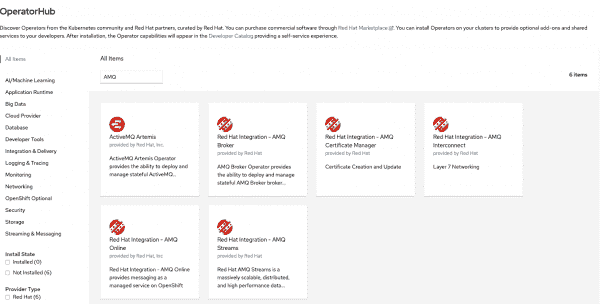 OperatorHub
Discover Operators from the Kubernetes community and Red Hat partners, curated by Red Hat. You can purchase commercial software through Red Hat Marketplace. You can install Operators on your clusters to provide optional add-ons and shared
services to your developers. After installation, the Operator capabilities will appear in the Developer Catalog providing a self-service experience.
All Items
All Items
AMQ
6 items
AI/Machine Learning
Application Runtime
Big Data
Cloud Provider
Database
Developer Tools
Integration & Delivery
Logging & Tracing
Monitoring
Networking
OpenShift Optional
Security
Storage
Streaming & Messaging
Install State
Installed (0)
Not Installed (6)
Provider Type
Red Hat (6)
ActiveMQ Artemis
provided by Red Hat, Inc.
ActiveMQ Artemis Operator
provides the ability to deploy and
manage stateful ActiveMQ...
Red Hat Integration - AMQ
Broker
provided by Red Hat
AMQ Broker Operator provides
the ability to deploy and manage
stateful AMQ Broker broker...
Red Hat Integration - AMQ
Certificate Manager
provided by Red Hat
Certificate Creation and Update
Red Hat Integration - AMQ
Interconnect
provided by Red Hat
Layer 7 Networking
Red Hat Integration - AMQ
Online
provided by Red Hat, Inc
Red Hat Integration - AMQ Online
provides messaging as a
managed service on OpenShift
Red Hat Integration - AMQ
Streams
provided by Red Hat
Red Hat AMQ Streams is a
massively scalable, distributed,
and high performance data...